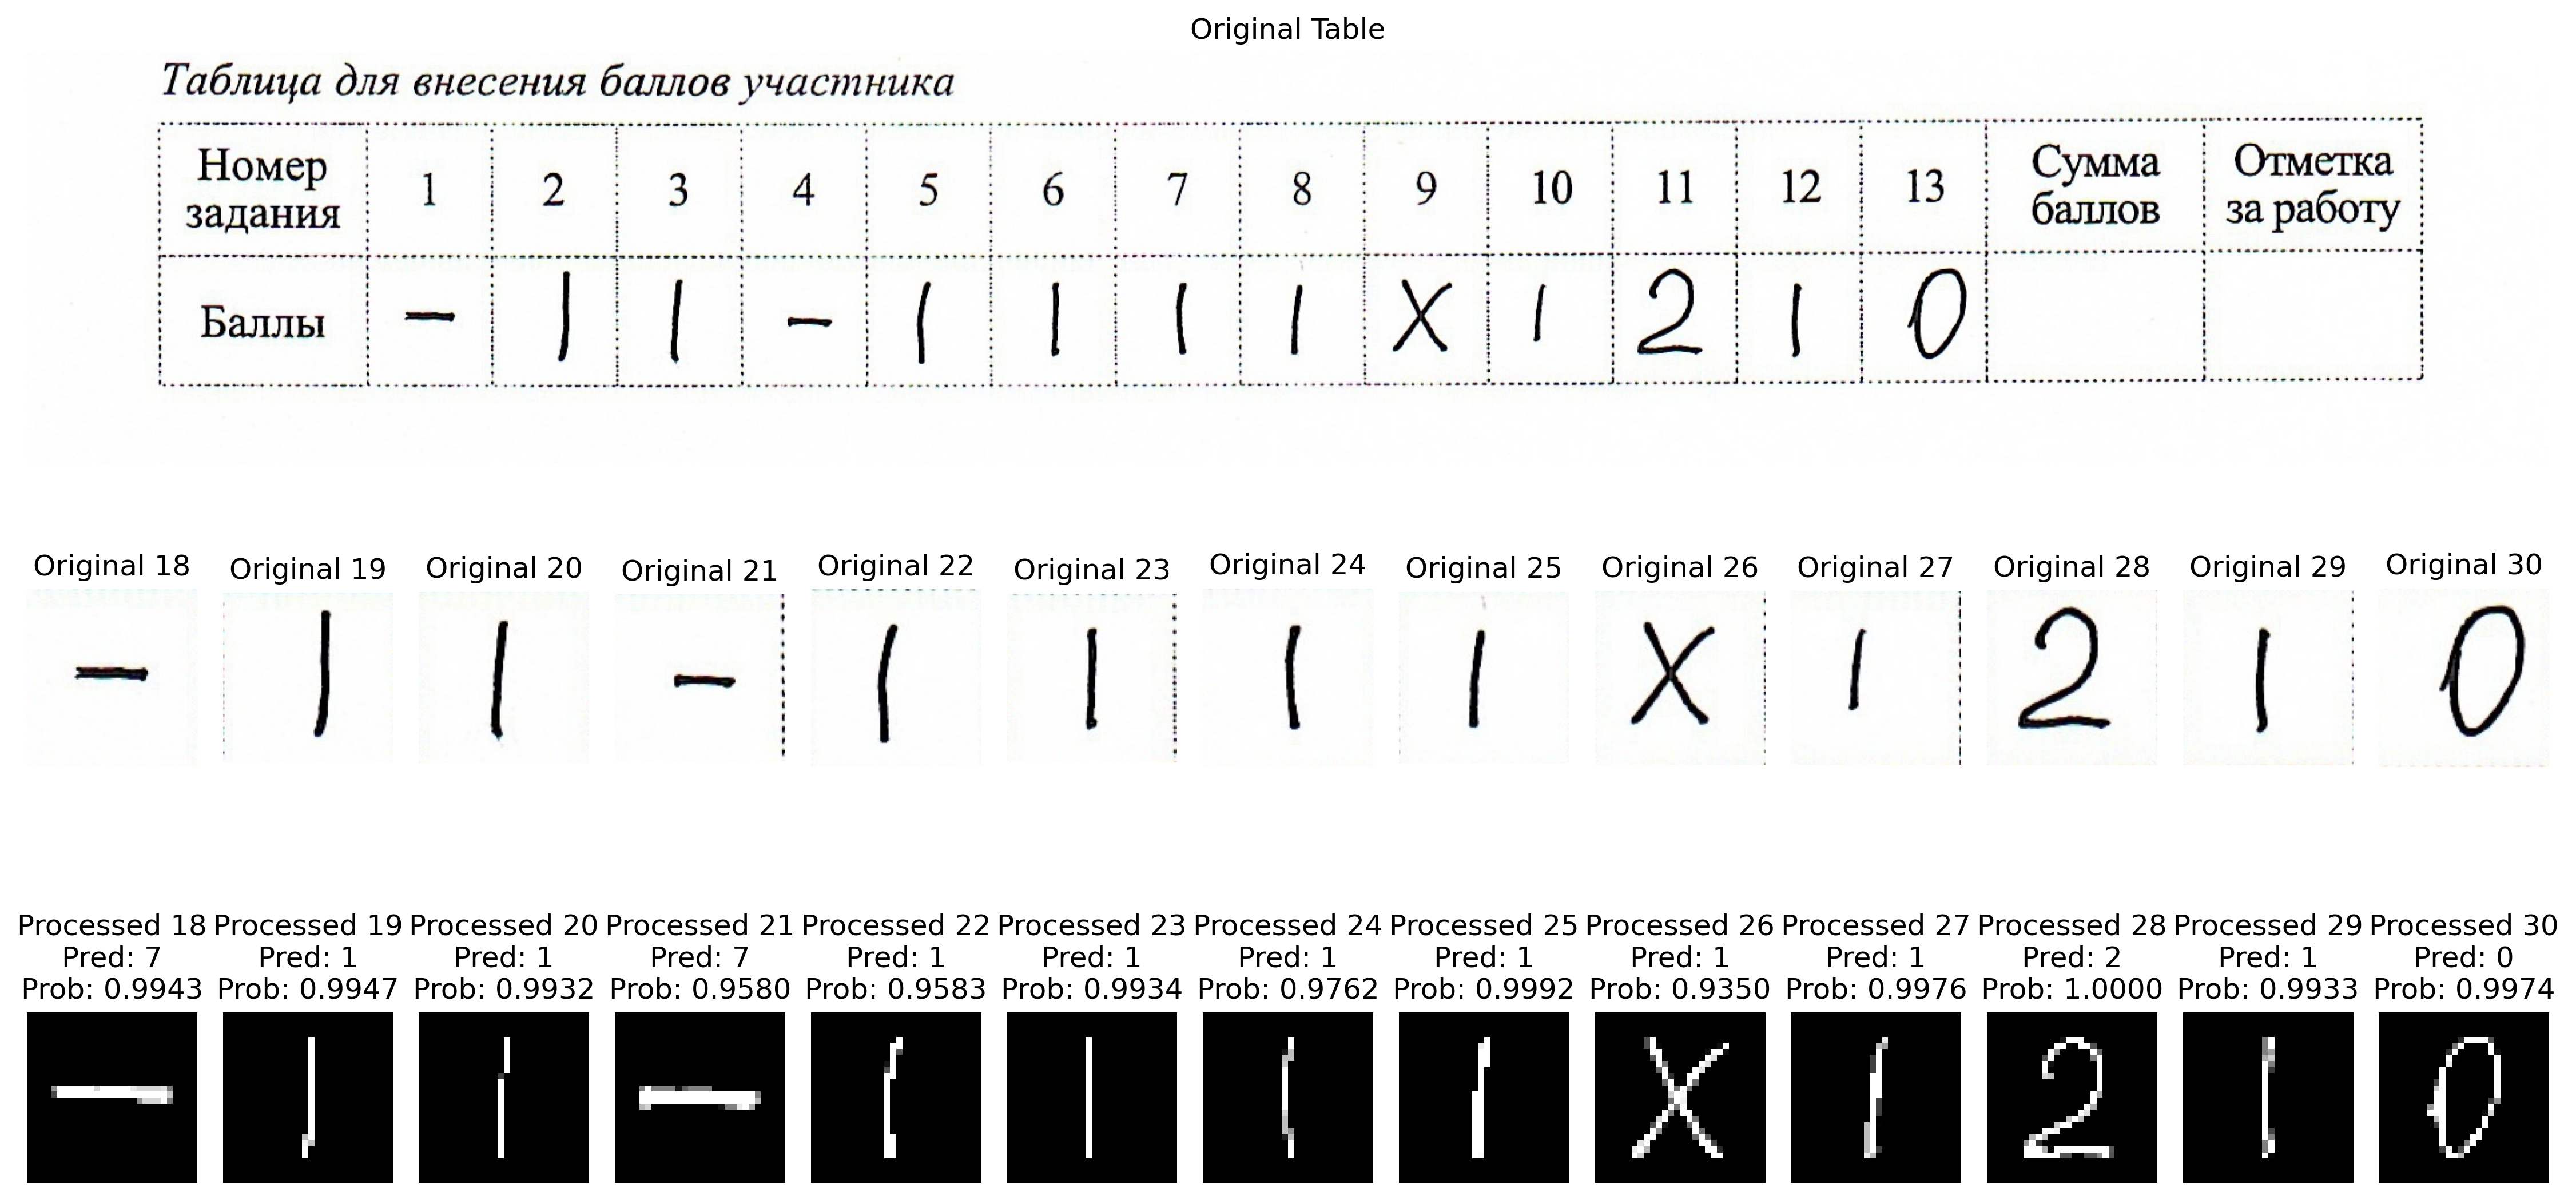 Original Table
Таблица для внесения баллов участника
Номер задания 1 2 3 4 5 6 7 8 9 10 11 12 13 Сумма баллов Отметка за работу
Баллы – 1 1 – 1 1 1 1 X 1 2 1 0
Original 18 Original 19 Original 20 Original 21 Original 22 Original 23 Original 24 Original 25 Original 26 Original 27 Original 28 Original 29 Original 30
– 1 1 – 1 1 1 1 X 1 2 1 0
Processed 18 Processed 19 Processed 20 Processed 21 Processed 22 Processed 23 Processed 24 Processed 25 Processed 26 Processed 27 Processed 28 Processed 29 Processed 30
Pred: 7 Pred: 1 Pred: 1 Pred: 7 Pred: 1 Pred: 1 Pred: 1 Pred: 1 Pred: 1 Pred: 1 Pred: 2 Pred: 1 Pred: 0
Prob: 0.9943 Prob: 0.9947 Prob: 0.9932 Prob: 0.9580 Prob: 0.9583 Prob: 0.9934 Prob: 0.9762 Prob: 0.9992 Prob: 0.9350 Prob: 0.9976 Prob: 1.0000 Prob: 0.9933 Prob: 0.9974
– 1 1 – 1 1 1 1 X 1 2 1 0